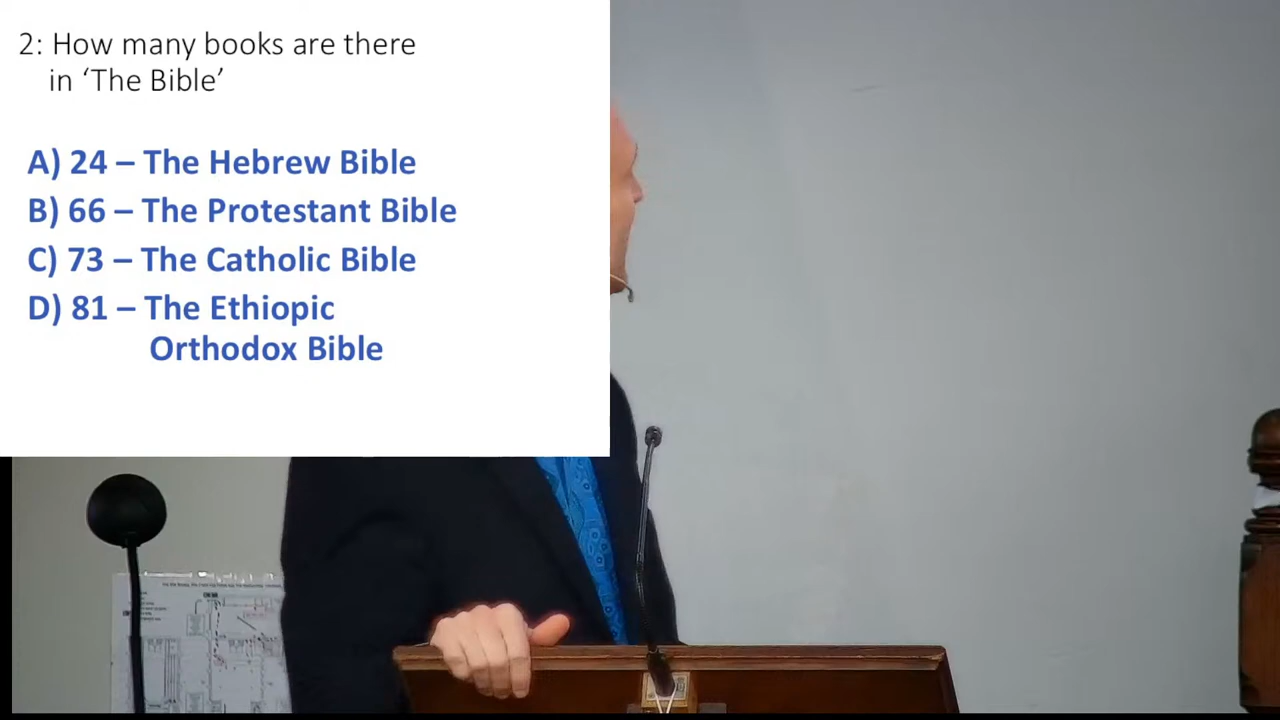 2: How many books are there
in ‘The Bible’
A) 24 – The Hebrew Bible
B) 66 – The Protestant Bible
C) 73 – The Catholic Bible
D) 81 – The Ethiopic
Orthodox Bible